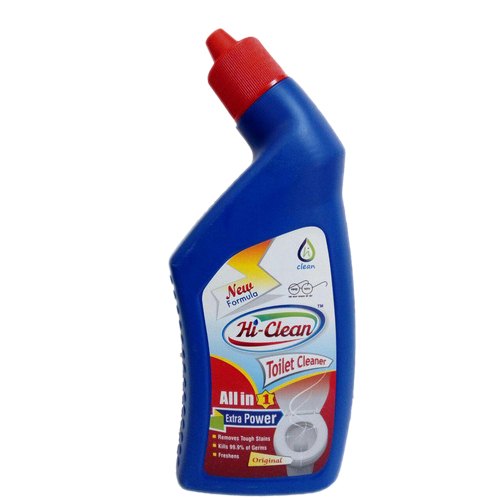 clean
New
Formula
Hi-Clean
TM
Toilet Cleaner
All in 1
Extra Power
Removes Tough Stains
Kills 99.9% of Germs
Freshens
Original